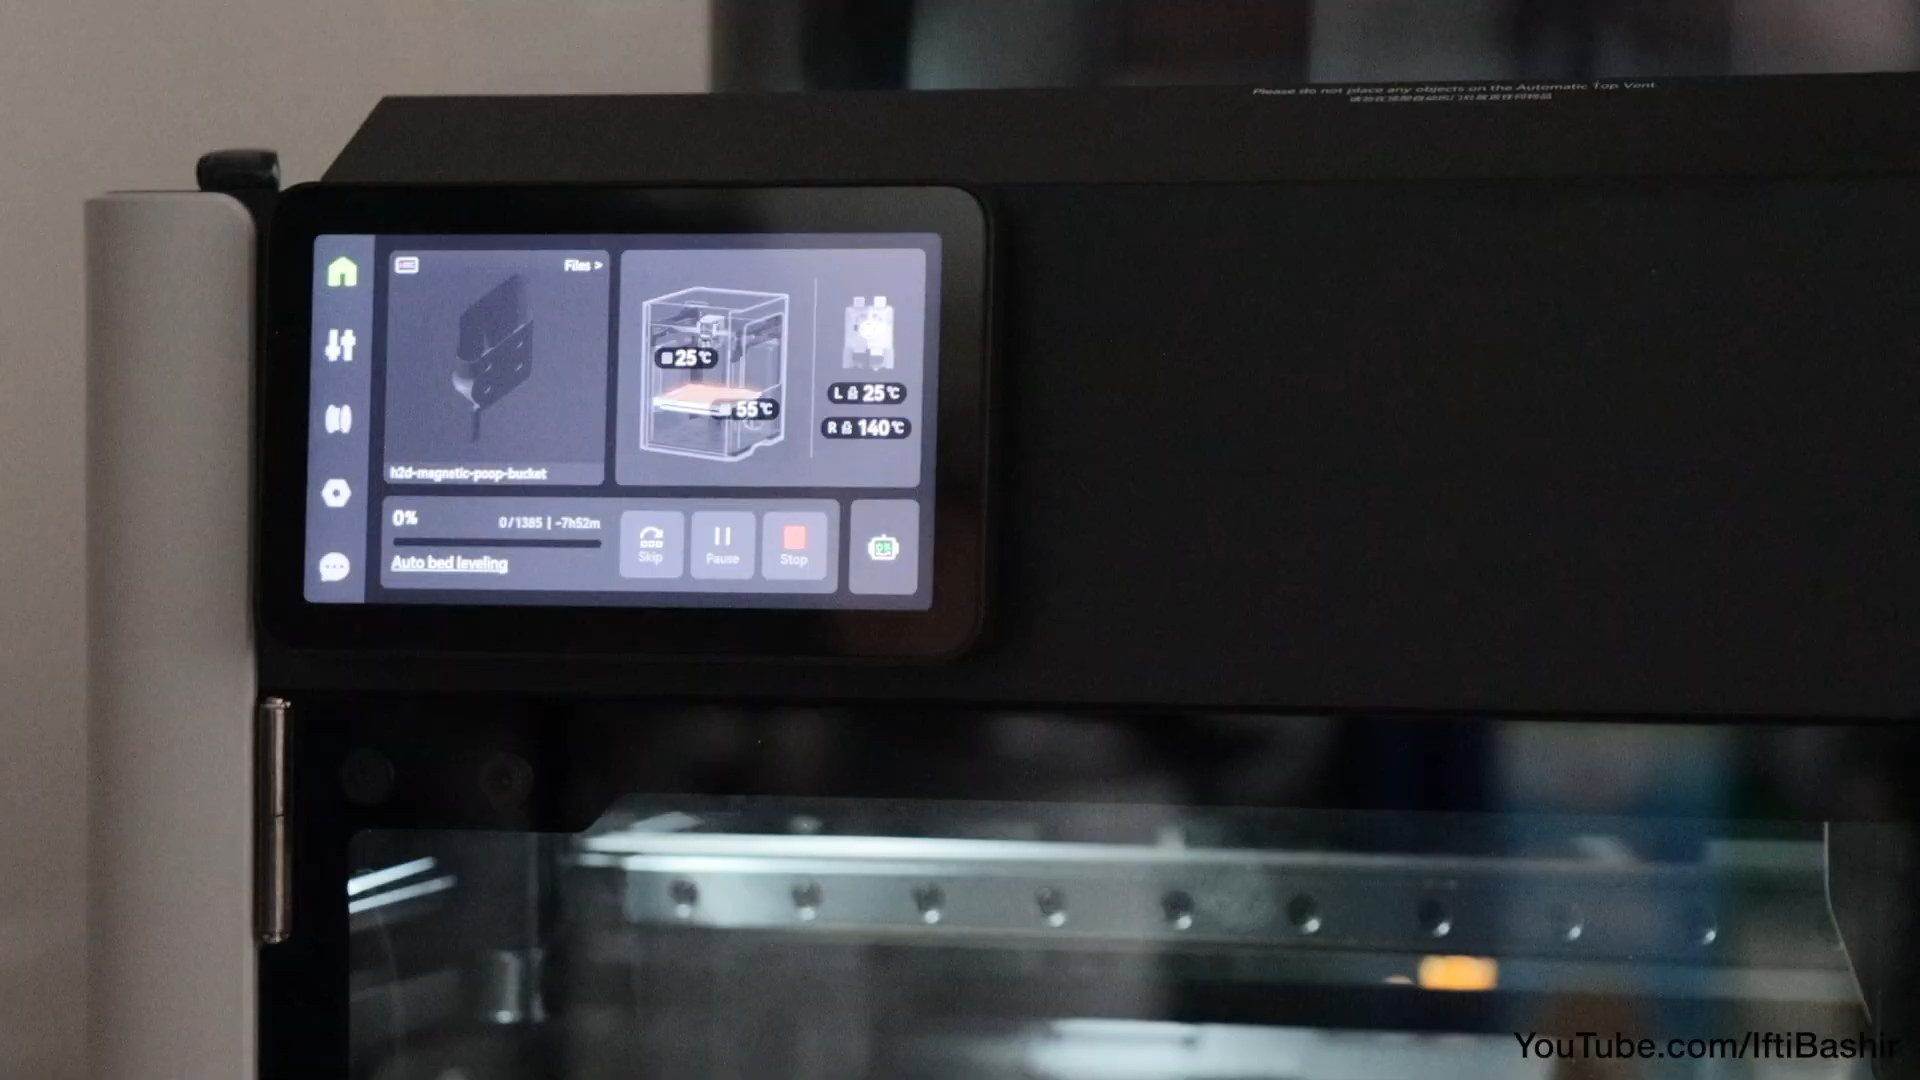 Please do not place any objects on the Automatic Top Vent.
Files >
25℃
55℃
L 25℃
R 140℃
h2d-magnetic-poop-bucket
0%
0/1385 | -7h52m
Auto bed leveling
Skip
Pause
Stop
YouTube.com/IftiBashir